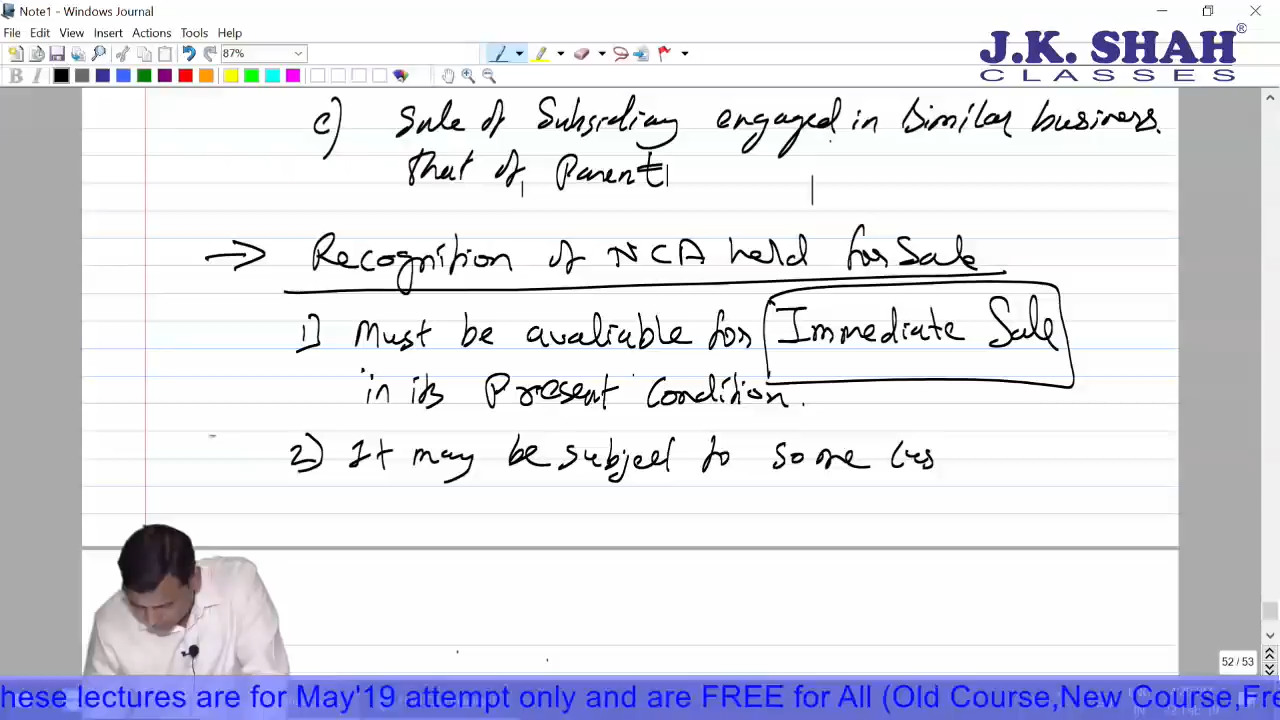 Note1 - Windows Journal
File Edit View Insert Actions Tools Help
87%
J.K. SHAH®
CLASSES
c) Sale of Subsidiary engaged in Similar business.
that of Parent
→ Recognition of NCA held for Sale
1) Must be avaliable for Immediate Sale
in its Present Condition.
2) It may be subject to some cus
52 / 53
hese lectures are for May'19 attempt only and are FREE for All (Old Course,New Course,Fro